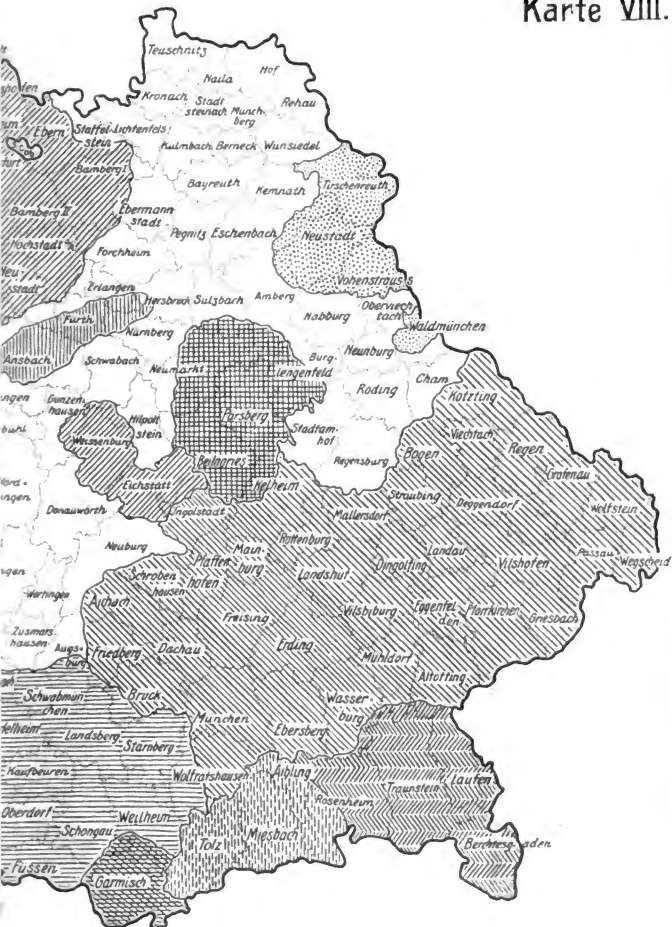 Karte VIII.
Teuschnitz
Hof
Naila
Kronach
Stadt
steinach
Münch-
berg
Rehau
Ebern
Staffel-
stein
Lichtenfels
Kulmbach
Berneck
Wunsiedel
Bamberg I
Bayreuth
Kemnath
Tirschenreuth
Bamberg II
Ebermann
stadt
Pegnitz
Eschenbach
Neustadt
Höchstadt
Forchheim
Neu
stadt
Erlangen
Hersbruck
Sulzbach
Amberg
Vohenstrauss
Nabburg
Oberviech
tach
Fürth
Nürnberg
Waldmünchen
Ansbach
Schwabach
Neumarkt
Burg-
lengenfeld
Neunburg
Cham
Roding
Kötzting
Gunzen-
hausen
Hilpolt
stein
Parsberg
Stadtam-
hof
Weissenburg
Viechtach
Regen
Beilngries
Regensburg
Bogen
Grafenau
Eichstätt
Kelheim
Straubing
Deggendorf
Wolfstein
Donauwörth
Ingolstadt
Mallersdorf
Neuburg
Rottenburg
Landau
Passau
Wegscheid
Schroben
hausen
Pfaffen
hofen
Main-
burg
Landshut
Dingolfing
Vilshofen
Wertingen
Aichach
Freising
Vilsbiburg
Eggenfel
den
Pfarrkirchen
Griesbach
Zusmars
hausen
Augs-
burg
Friedberg
Dachau
Erding
Mühldorf
Altötting
Schwabmün
chen
Bruck
München
Ebersberg
Wasser-
burg
Landsberg
Starnberg
Kaufbeuren
Wolfratshausen
Aibling
Rosenheim
Traunstein
Laufen
Oberdorf
Weilheim
Schongau
Tölz
Miesbach
Berchtesgaden
Füssen
Garmisch